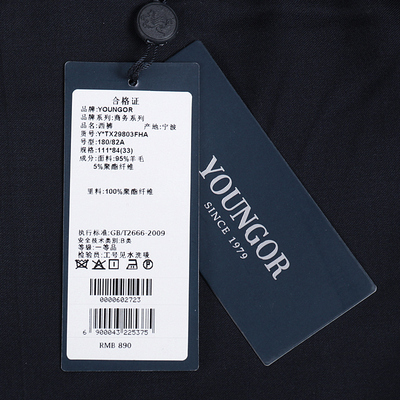 合格证
品牌:YOUNGOR
品牌系列:商务系列
品名:西裤 产地:宁波
货号:Y*TX29803FHA
号型:180/82A
规格:111*84(33)
成分:面料:95%羊毛
5%聚酯纤维
里料:100%聚酯纤维
执行标准:GB/T2666-2009
安全技术类别:B类
等级:一等品
检验员:工号见水洗唛
0000602723
6 900043 225375
RMB 890
YOUNGOR
SINCE 1979